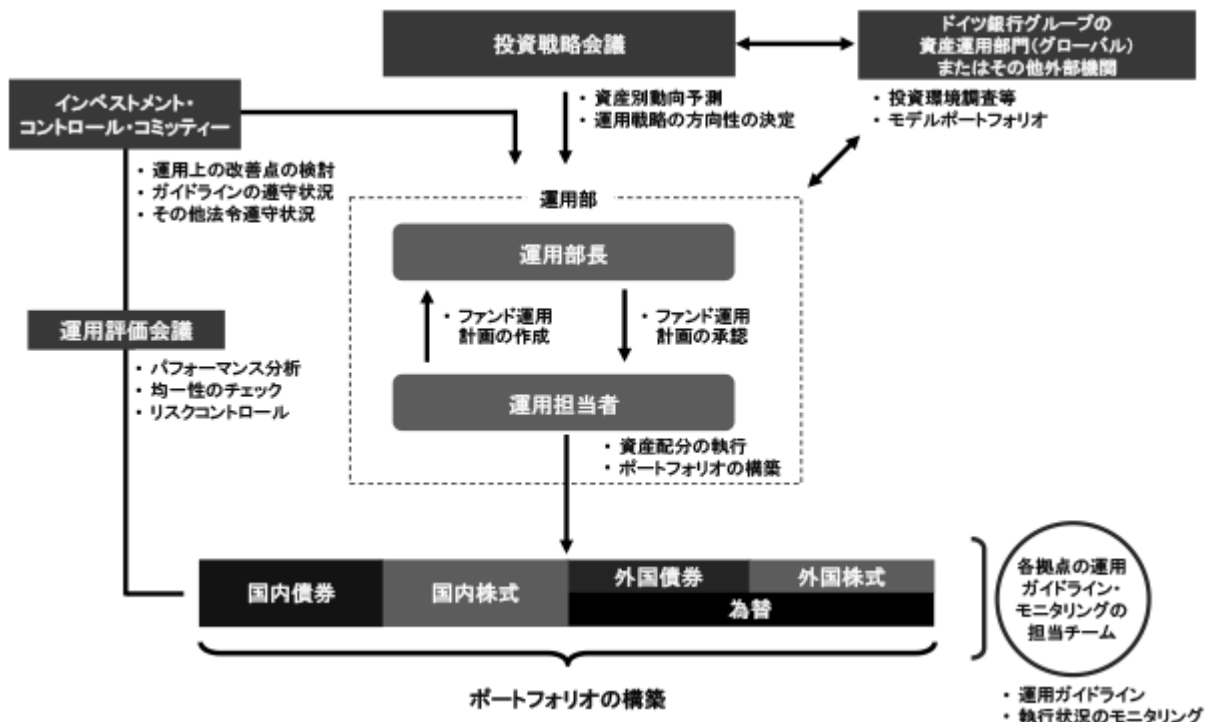 投資戦略会議
ドイツ銀行グループの
資産運用部門(グローバル)
またはその他外部機関
インベストメント・
コントロール・コミッティー
・ 資産別動向予測
・ 運用戦略の方向性の決定
・ 投資環境調査等
・ モデルポートフォリオ
・ 運用上の改善点の検討
・ ガイドラインの遵守状況
・ その他法令遵守状況
運用部
運用部長
・ ファンド運用
計画の作成
・ ファンド運用
計画の承認
運用評価会議
・ パフォーマンス分析
・ 均一性のチェック
・ リスクコントロール
運用担当者
・ 資産配分の執行
・ ポートフォリオの構築
国内債券
国内株式
外国債券
外国株式
為替
各拠点の運用
ガイドライン・
モニタリングの
担当チーム
ポートフォリオの構築
・ 運用ガイドライン
・ 執行状況のモニタリング